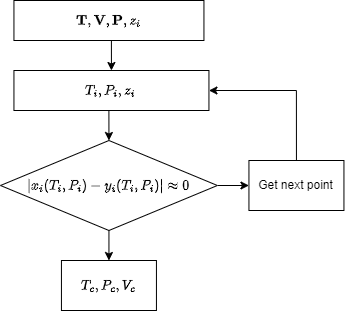 T, V, P, z_i
T_i, P_i, z_i
|x_i(T_i, P_i) − y_i(T_i, P_i)| ≈ 0
Get next point
T_c, P_c, V_c